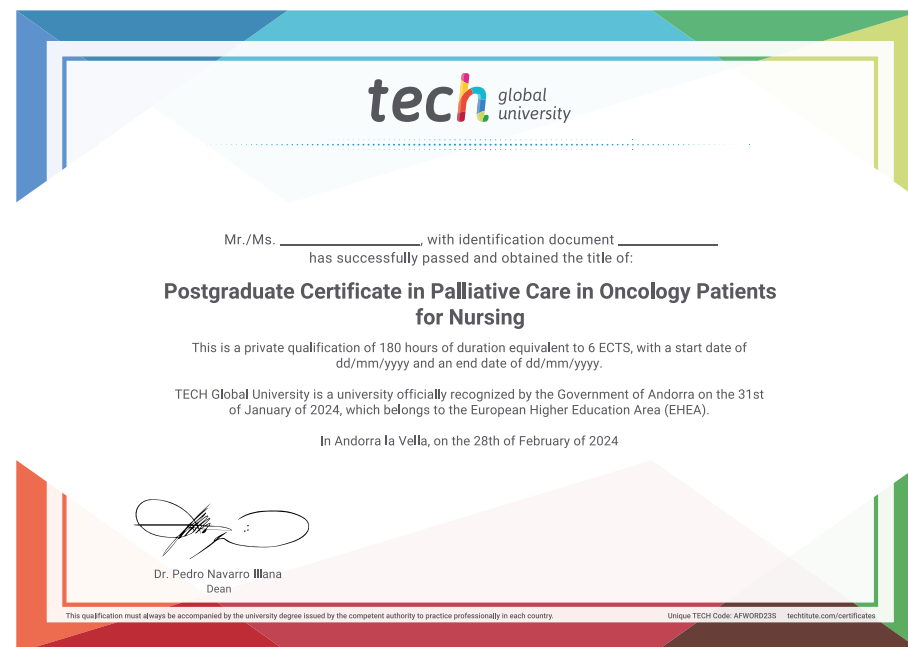 tech global university
Mr./Ms. ________________, with identification document ____________
has successfully passed and obtained the title of:
Postgraduate Certificate in Palliative Care in Oncology Patients
for Nursing
This is a private qualification of 180 hours of duration equivalent to 6 ECTS, with a start date of
dd/mm/yyyy and an end date of dd/mm/yyyy.
TECH Global University is a university officially recognized by the Government of Andorra on the 31st
of January of 2024, which belongs to the European Higher Education Area (EHEA).
In Andorra la Vella, on the 28th of February of 2024
Dr. Pedro Navarro Illana
Dean
This qualification must always be accompanied by the university degree issued by the competent authority to practice professionally in each country.
Unique TECH Code: AFWORD23S techtitute.com/certificates